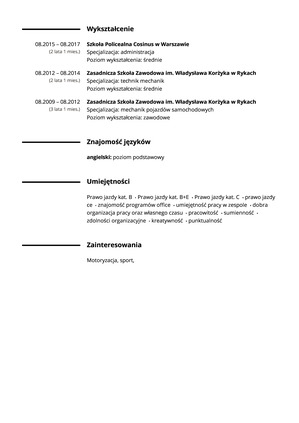 Wykształcenie
08.2015 – 08.2017 Szkoła Policealna Cosinus w Warszawie
(2 lata 1 mies.) Specjalizacja: administracja
Poziom wykształcenia: średnie
08.2012 – 08.2014 Zasadnicza Szkoła Zawodowa im. Władysława Korżyka w Rykach
(2 lata 1 mies.) Specjalizacja: technik mechanik
Poziom wykształcenia: średnie
08.2009 – 08.2012 Zasadnicza Szkoła Zawodowa im. Władysława Korżyka w Rykach
(3 lata 1 mies.) Specjalizacja: mechanik pojazdów samochodowych
Poziom wykształcenia: zawodowe
Znajomość języków
angielski: poziom podstawowy
Umiejętności
Prawo jazdy kat. B - Prawo jazdy kat. B+E - Prawo jazdy kat. C - prawo jazdy
ce - znajomość programów office - umiejętność pracy w zespole - dobra
organizacja pracy oraz własnego czasu - pracowitość - sumienność -
zdolności organizacyjne - kreatywność - punktualność
Zainteresowania
Motoryzacja, sport,